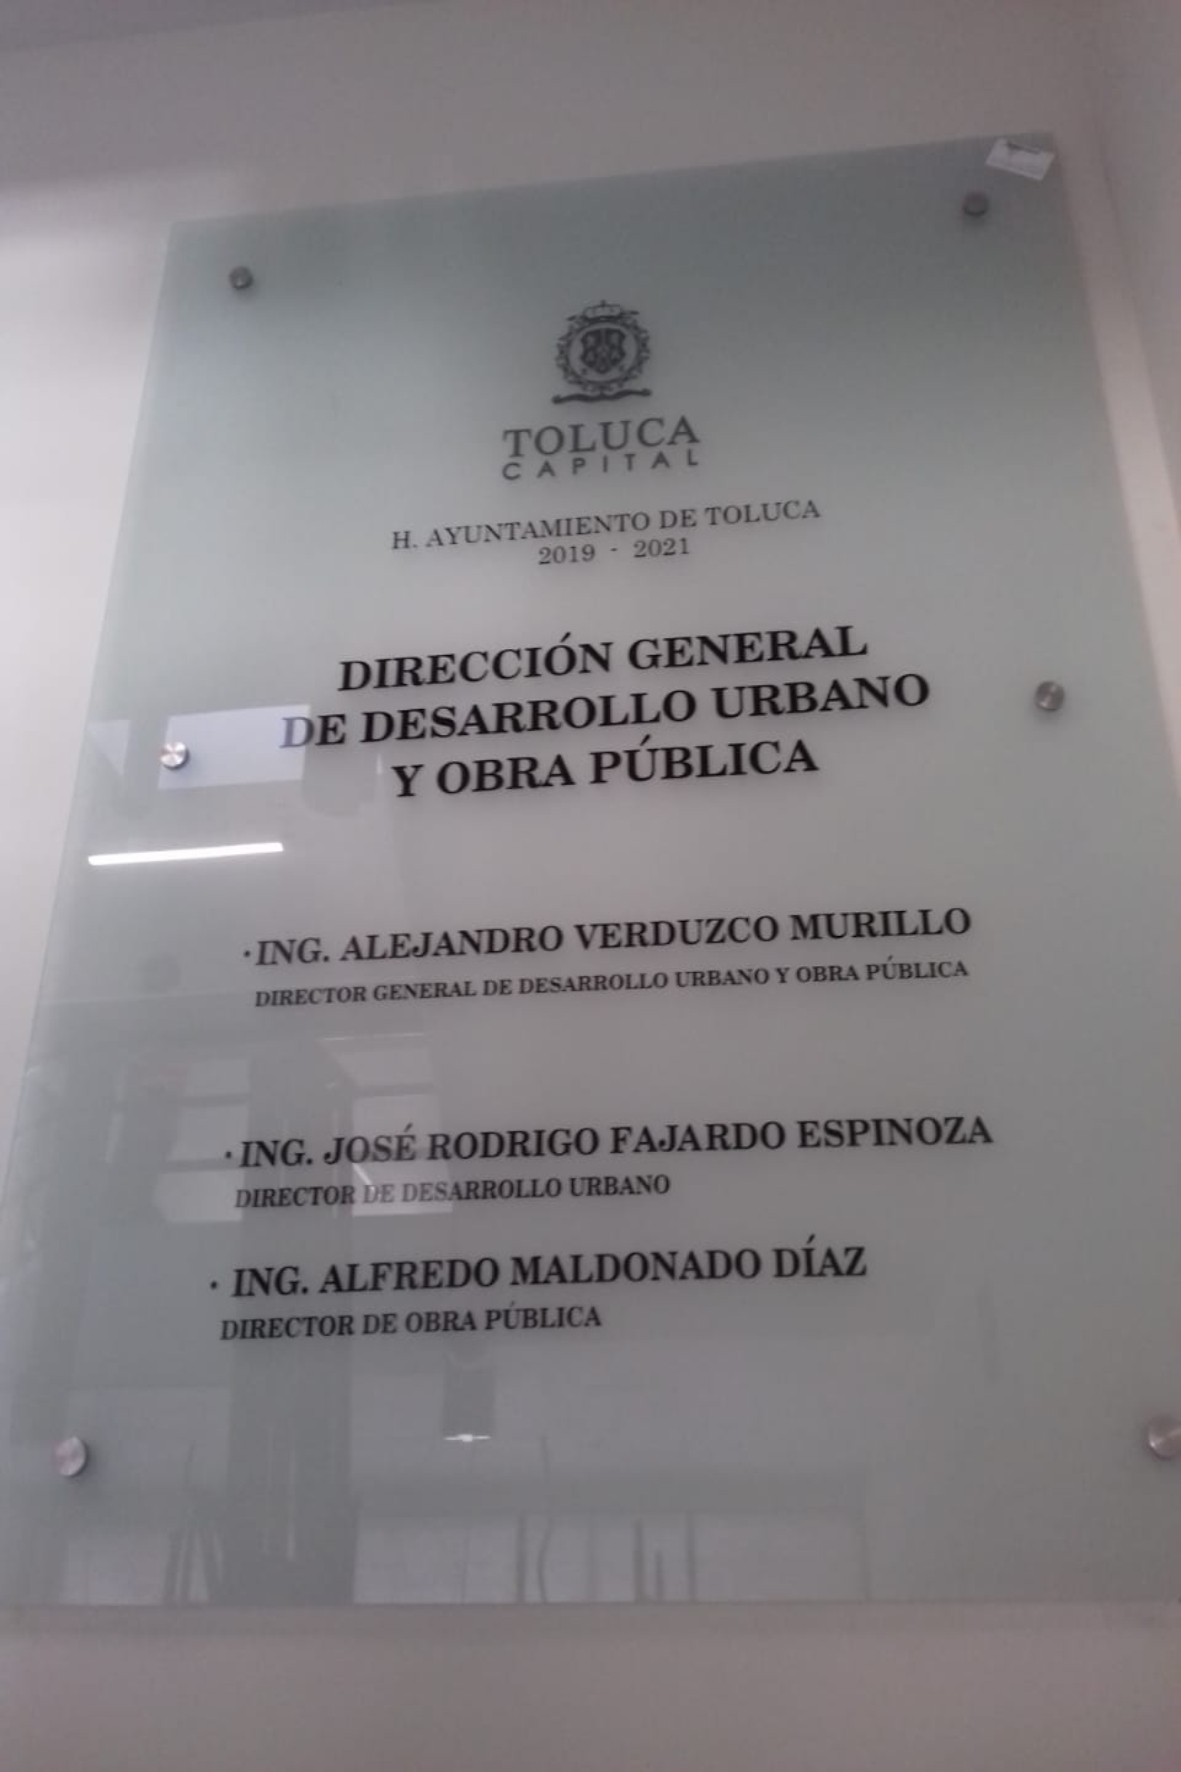 TOLUCA
CAPITAL
H. AYUNTAMIENTO DE TOLUCA
2019 - 2021
DIRECCIÓN GENERAL
DE DESARROLLO URBANO
Y OBRA PÚBLICA
·ING. ALEJANDRO VERDUZCO MURILLO
DIRECTOR GENERAL DE DESARROLLO URBANO Y OBRA PÚBLICA
·ING. JOSÉ RODRIGO FAJARDO ESPINOZA
DIRECTOR DE DESARROLLO URBANO
· ING. ALFREDO MALDONADO DÍAZ
DIRECTOR DE OBRA PÚBLICA